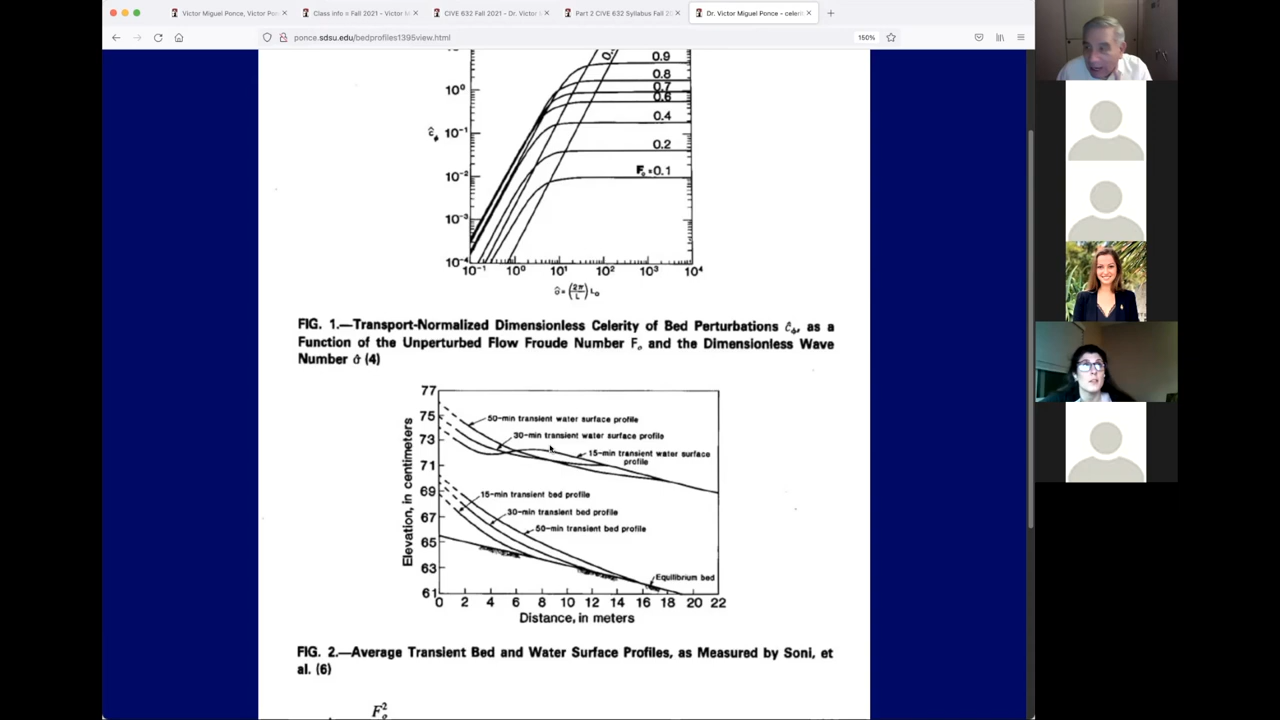 Victor Miguel Ponce, Victor Pon
Class info = Fall 2021 - Victor M
CIVE 632 Fall 2021 - Dr. Victor M
Part 2 CIVE 632 Syllabus Fall 20
Dr. Victor Miguel Ponce - celerit
ponce.sdsu.edu/bedprofiles1395view.html
150%
0.9
0.8
0.7
0.6
0.4
0.2
F₀=0.1
10⁰
10⁻¹
10⁻²
10⁻³
10⁻⁴
10⁻¹ 10⁰ 10¹ 10² 10³ 10⁴
σ̂=(2π/L)L₀
FIG. 1.—Transport-Normalized Dimensionless Celerity of Bed Perturbations ĉ_ϕ, as a
Function of the Unperturbed Flow Froude Number F₀ and the Dimensionless Wave
Number σ̂ (4)
77
75
73
71
69
67
65
63
61
Elevation, in centimeters
50-min transient water surface profile
30-min transient water surface profile
15-min transient water surface
profile
15-min transient bed profile
30-min transient bed profile
50-min transient bed profile
Equilibrium bed
0 2 4 6 8 10 12 14 16 18 20 22
Distance, in meters
FIG. 2.—Average Transient Bed and Water Surface Profiles, as Measured by Soni, et
al. (6)
F₀²